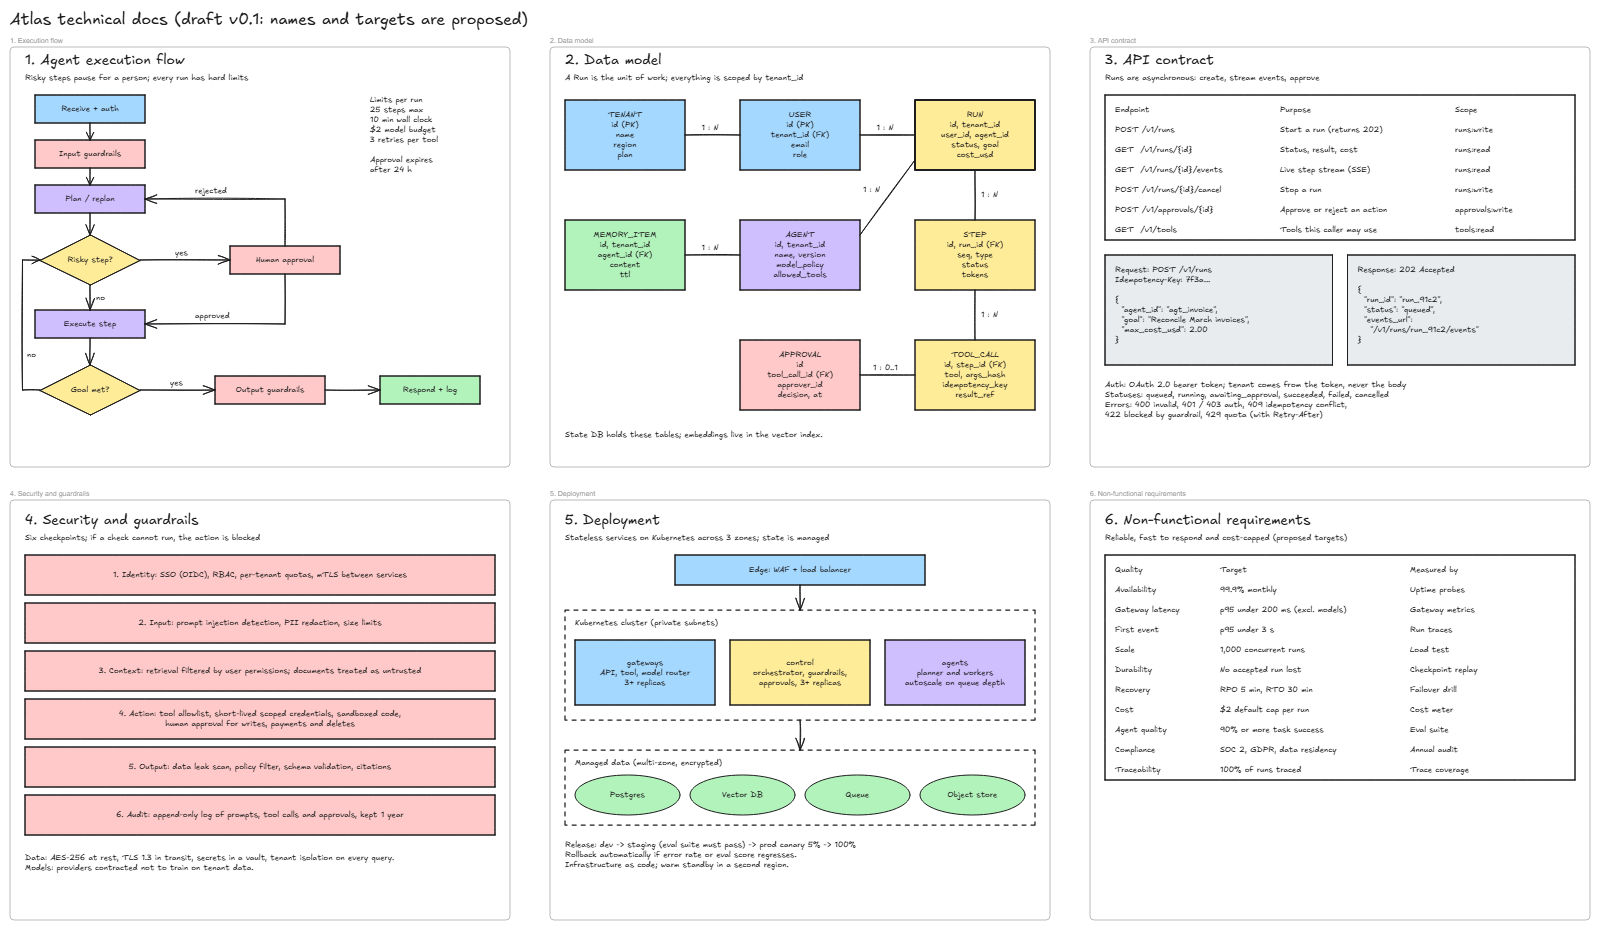 Atlas technical docs (draft v0.1: names and targets are proposed)
1. Execution flow
1. Agent execution flow
Risky steps pause for a person; every run has hard limits
Receive + auth
Input guardrails
Plan / replan
rejected
Risky step?
yes
Human approval
no
Execute step
approved
no
Goal met?
yes
Output guardrails
Respond + log
Limits per run
25 steps max
10 min wall clock
$2 model budget
3 retries per tool
Approval expires
after 24 h
2. Data model
2. Data model
A Run is the unit of work; everything is scoped by tenant_id
TENANT
id (PK)
name
region
plan
1 : N
USER
id (PK)
tenant_id (FK)
email
role
1 : N
RUN
id, tenant_id
user_id, agent_id
status, goal
cost_usd
1 : N
1 : N
MEMORY_ITEM
id, tenant_id
agent_id (FK)
content
ttl
1 : N
AGENT
id, tenant_id
name, version
model_policy
allowed_tools
STEP
id, run_id (FK)
seq, type
status
tokens
1 : N
APPROVAL
id
tool_call_id (FK)
approver_id
decision, at
1 : 0..1
TOOL_CALL
id, step_id (FK)
tool, args_hash
idempotency_key
result_ref
State DB holds these tables; embeddings live in the vector index.
3. API contract
3. API contract
Runs are asynchronous: create, stream events, approve
Endpoint Purpose Scope
POST /v1/runs Start a run (returns 202) runs:write
GET /v1/runs/{id} Status, result, cost runs:read
GET /v1/runs/{id}/events Live step stream (SSE) runs:read
POST /v1/runs/{id}/cancel Stop a run runs:write
POST /v1/approvals/{id} Approve or reject an action approvals:write
GET /v1/tools Tools this caller may use tools:read
Request: POST /v1/runs
Idempotency-Key: 7f3a...
{
"agent_id": "agt_invoice",
"goal": "Reconcile March invoices",
"max_cost_usd": 2.00
}
Response: 202 Accepted
{
"run_id": "run_91c2",
"status": "queued",
"events_url":
"/v1/runs/run_91c2/events"
}
Auth: OAuth 2.0 bearer token; tenant comes from the token, never the body
Statuses: queued, running, awaiting_approval, succeeded, failed, cancelled
Errors: 400 invalid, 401 / 403 auth, 409 idempotency conflict,
422 blocked by guardrail, 429 quota (with Retry-After)
4. Security and guardrails
4. Security and guardrails
Six checkpoints; if a check cannot run, the action is blocked
1. Identity: SSO (OIDC), RBAC, per-tenant quotas, mTLS between services
2. Input: prompt injection detection, PII redaction, size limits
3. Context: retrieval filtered by user permissions; documents treated as untrusted
4. Action: tool allowlist, short-lived scoped credentials, sandboxed code,
human approval for writes, payments and deletes
5. Output: data leak scan, policy filter, schema validation, citations
6. Audit: append-only log of prompts, tool calls and approvals, kept 1 year
Data: AES-256 at rest, TLS 1.3 in transit, secrets in a vault, tenant isolation on every query.
Models: providers contracted not to train on tenant data.
5. Deployment
5. Deployment
Stateless services on Kubernetes across 3 zones; state is managed
Edge: WAF + load balancer
Kubernetes cluster (private subnets)
gateways
API, tool, model router
3+ replicas
control
orchestrator, guardrails,
approvals, 3+ replicas
agents
planner and workers
autoscale on queue depth
Managed data (multi-zone, encrypted)
Postgres
Vector DB
Queue
Object store
Release: dev -> staging (eval suite must pass) -> prod canary 5% -> 100%
Rollback automatically if error rate or eval score regresses.
Infrastructure as code; warm standby in a second region.
6. Non-functional requirements
6. Non-functional requirements
Reliable, fast to respond and cost-capped (proposed targets)
Quality Target Measured by
Availability 99.9% monthly Uptime probes
Gateway latency p95 under 200 ms (excl. models) Gateway metrics
First event p95 under 3 s Run traces
Scale 1,000 concurrent runs Load test
Durability No accepted run lost Checkpoint replay
Recovery RPO 5 min, RTO 30 min Failover drill
Cost $2 default cap per run Cost meter
Agent quality 90% or more task success Eval suite
Compliance SOC 2, GDPR, data residency Annual audit
Traceability 100% of runs traced Trace coverage